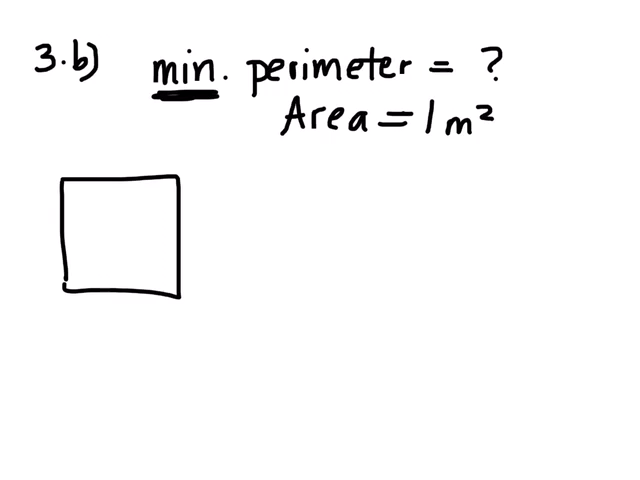 3.b) min. perimeter = ?
Area = 1 m²